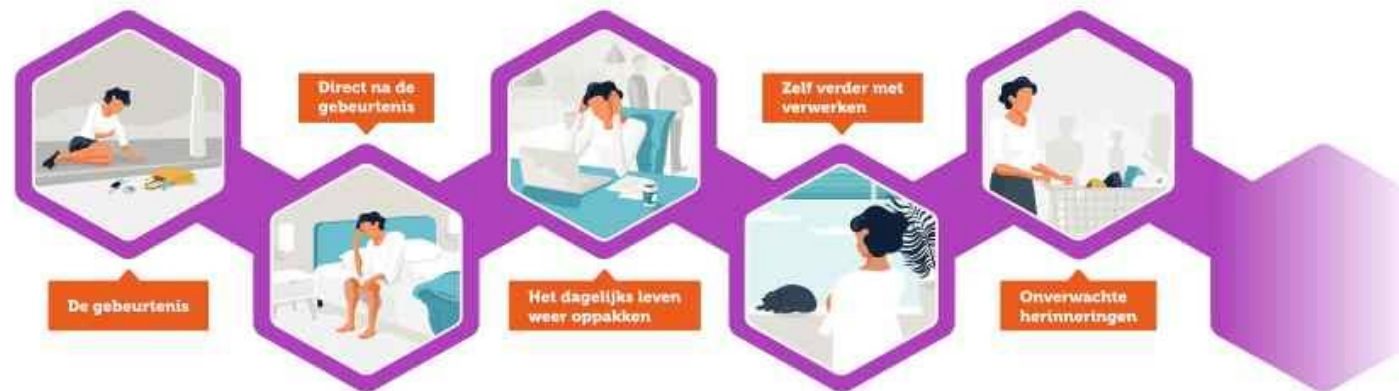 De gebeurtenis
Direct na de
gebeurtenis
Het dagelijks leven
weer oppakken
Zelf verder met
verwerken
Onverwachte
herinneringen